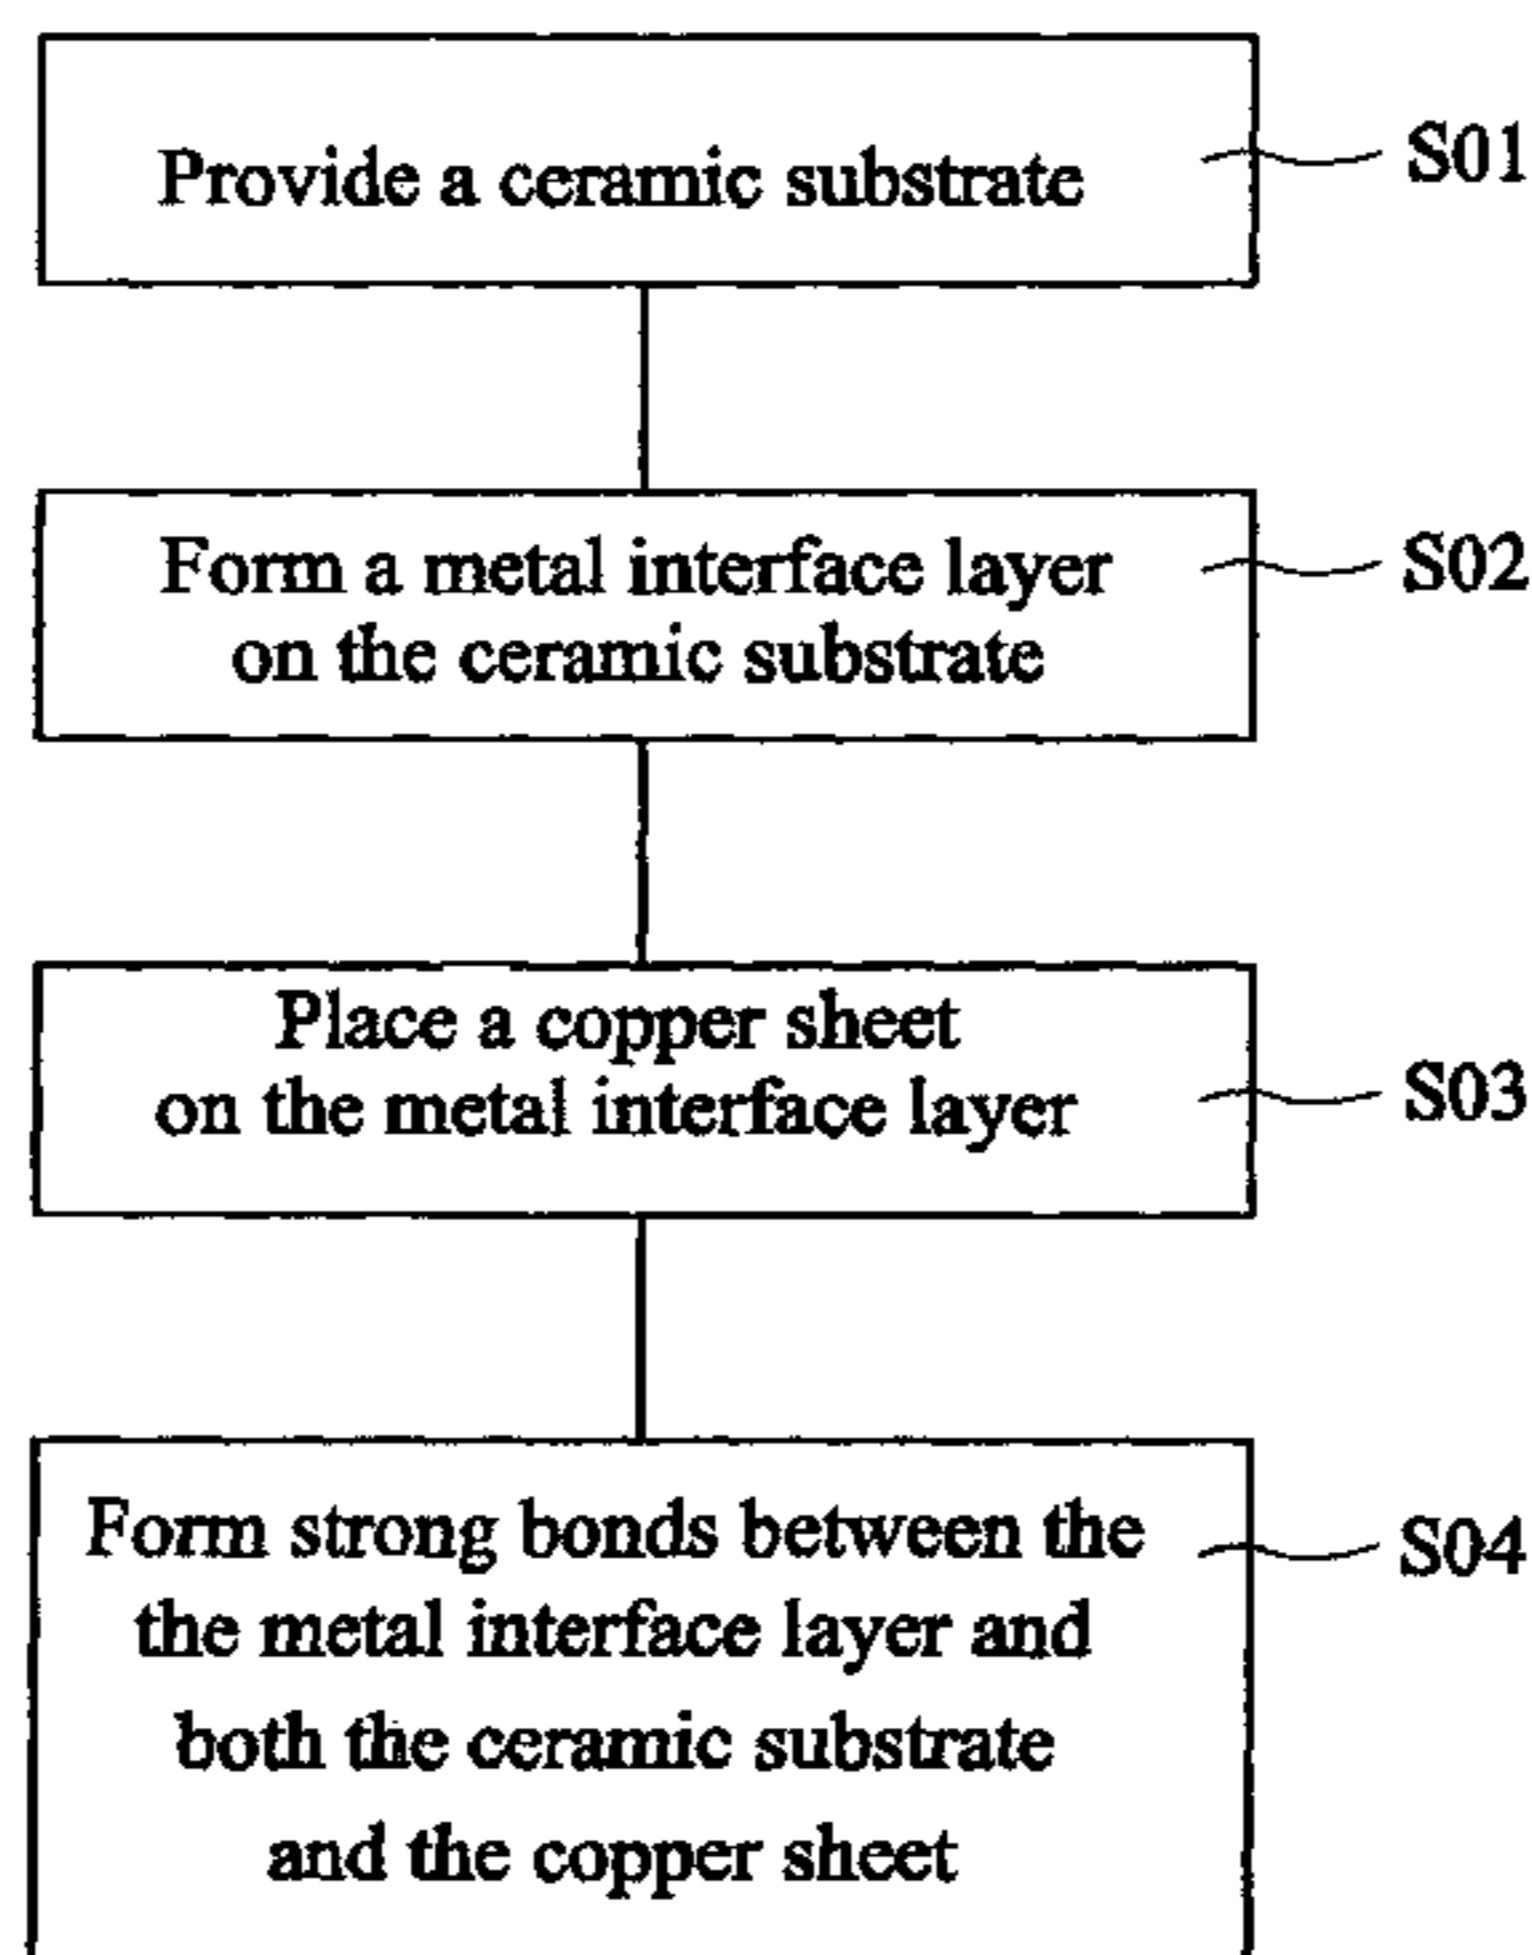 Provide a ceramic substrate
S01
Form a metal interface layer
on the ceramic substrate
S02
Place a copper sheet
on the metal interface layer
S03
Form strong bonds between the
the metal interface layer and
both the ceramic substrate
and the copper sheet
S04